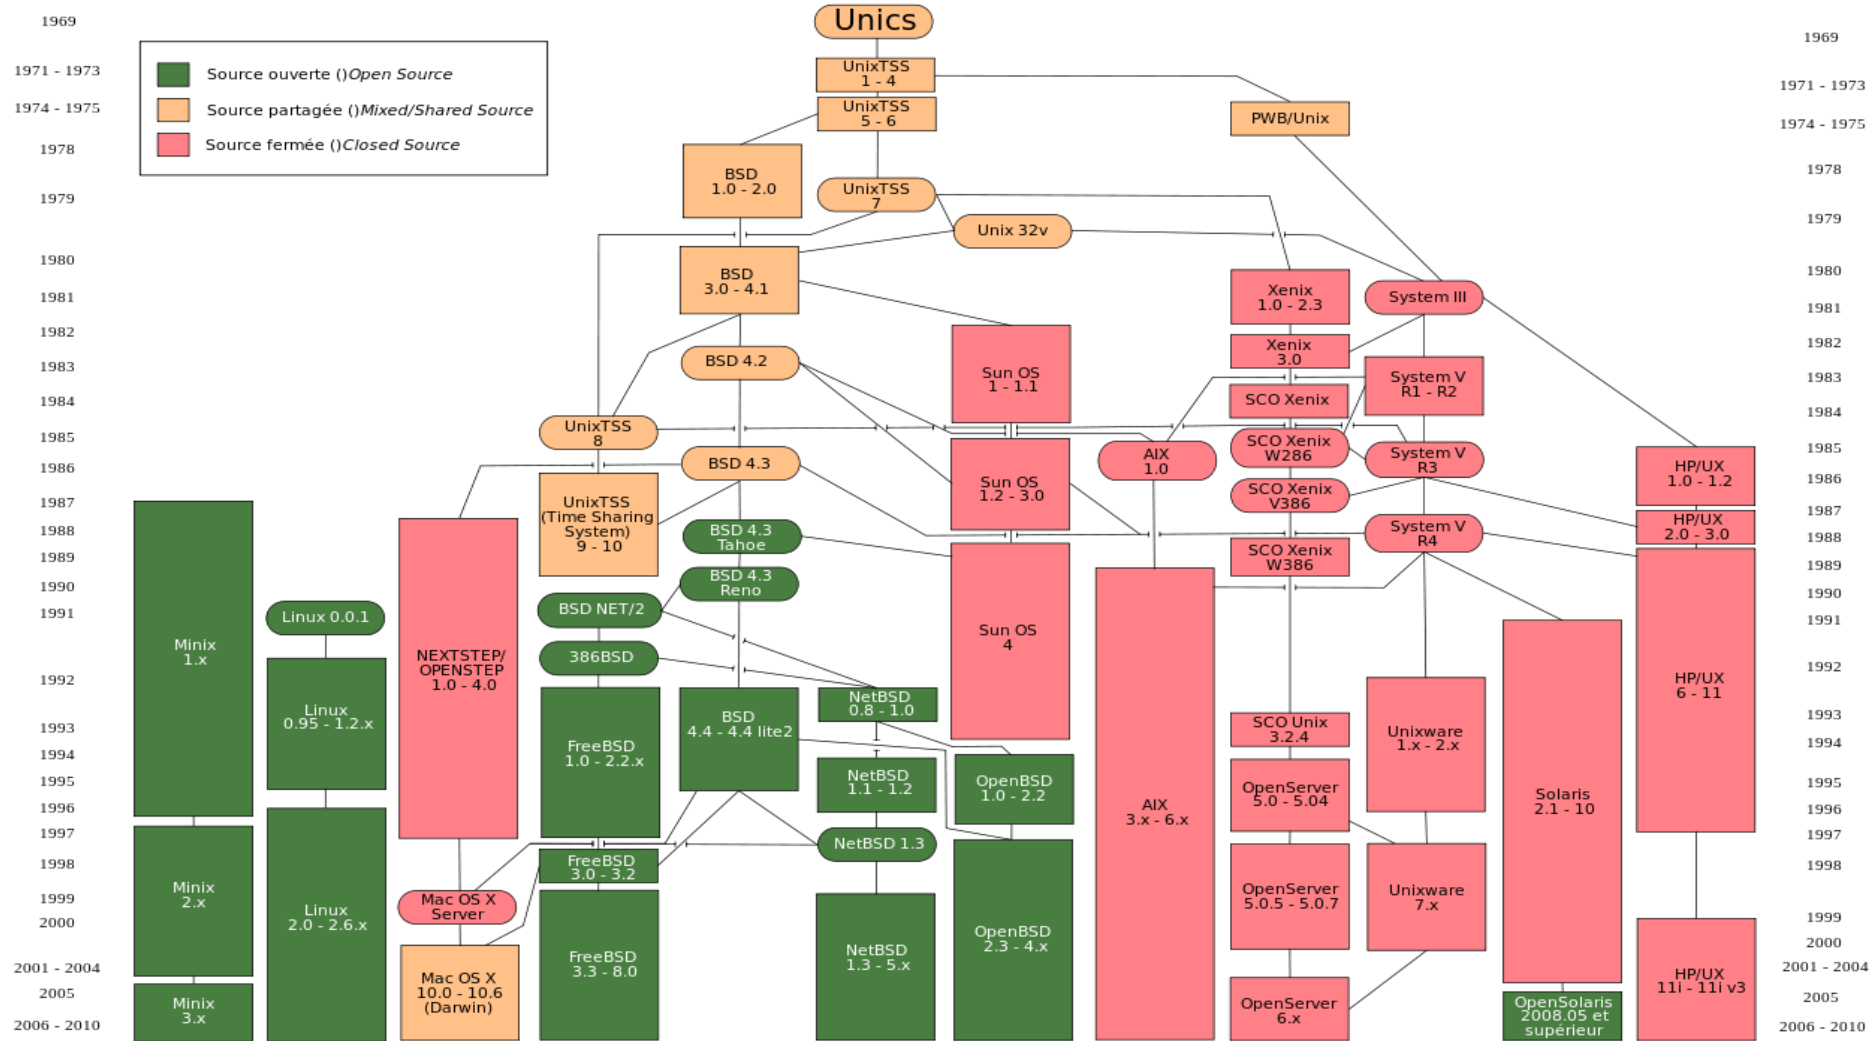 Unics
1969
1971 - 1973
1974 - 1975
1978
1979
1980
1981
1982
1983
1984
1985
1986
1987
1988
1989
1990
1991
1992
1993
1994
1995
1996
1997
1998
1999
2000
2001 - 2004
2005
2006 - 2010
Source ouverte ()Open Source
Source partagée ()Mixed/Shared Source
Source fermée ()Closed Source
UnixTSS
1 - 4
UnixTSS
5 - 6
PWB/Unix
BSD
1.0 - 2.0
UnixTSS
7
Unix 32v
BSD
3.0 - 4.1
Xenix
1.0 - 2.3
System III
Xenix
3.0
BSD 4.2
Sun OS
1 - 1.1
System V
R1 - R2
SCO Xenix
UnixTSS
8
SCO Xenix
W286
BSD 4.3
AIX
1.0
System V
R3
HP/UX
1.0 - 1.2
Sun OS
1.2 - 3.0
SCO Xenix
V386
UnixTSS
(Time Sharing
System)
9 - 10
BSD 4.3
Tahoe
System V
R4
HP/UX
2.0 - 3.0
SCO Xenix
W386
BSD 4.3
Reno
BSD NET/2
Linux 0.0.1
Minix
1.x
NEXTSTEP/
OPENSTEP
1.0 - 4.0
386BSD
Sun OS
4
HP/UX
6 - 11
Linux
0.95 - 1.2.x
BSD
4.4 - 4.4 lite2
NetBSD
0.8 - 1.0
SCO Unix
3.2.4
Unixware
1.x - 2.x
FreeBSD
1.0 - 2.2.x
NetBSD
1.1 - 1.2
OpenBSD
1.0 - 2.2
OpenServer
5.0 - 5.04
Solaris
2.1 - 10
AIX
3.x - 6.x
NetBSD 1.3
FreeBSD
3.0 - 3.2
Minix
2.x
Mac OS X
Server
Linux
2.0 - 2.6.x
OpenServer
5.0.5 - 5.0.7
Unixware
7.x
OpenBSD
2.3 - 4.x
NetBSD
1.3 - 5.x
FreeBSD
3.3 - 8.0
Mac OS X
10.0 - 10.6
(Darwin)
HP/UX
11i - 11i v3
Minix
3.x
OpenServer
6.x
OpenSolaris
2008.05 et
supérieur
1969
1971 - 1973
1974 - 1975
1978
1979
1980
1981
1982
1983
1984
1985
1986
1987
1988
1989
1990
1991
1992
1993
1994
1995
1996
1997
1998
1999
2000
2001 - 2004
2005
2006 - 2010